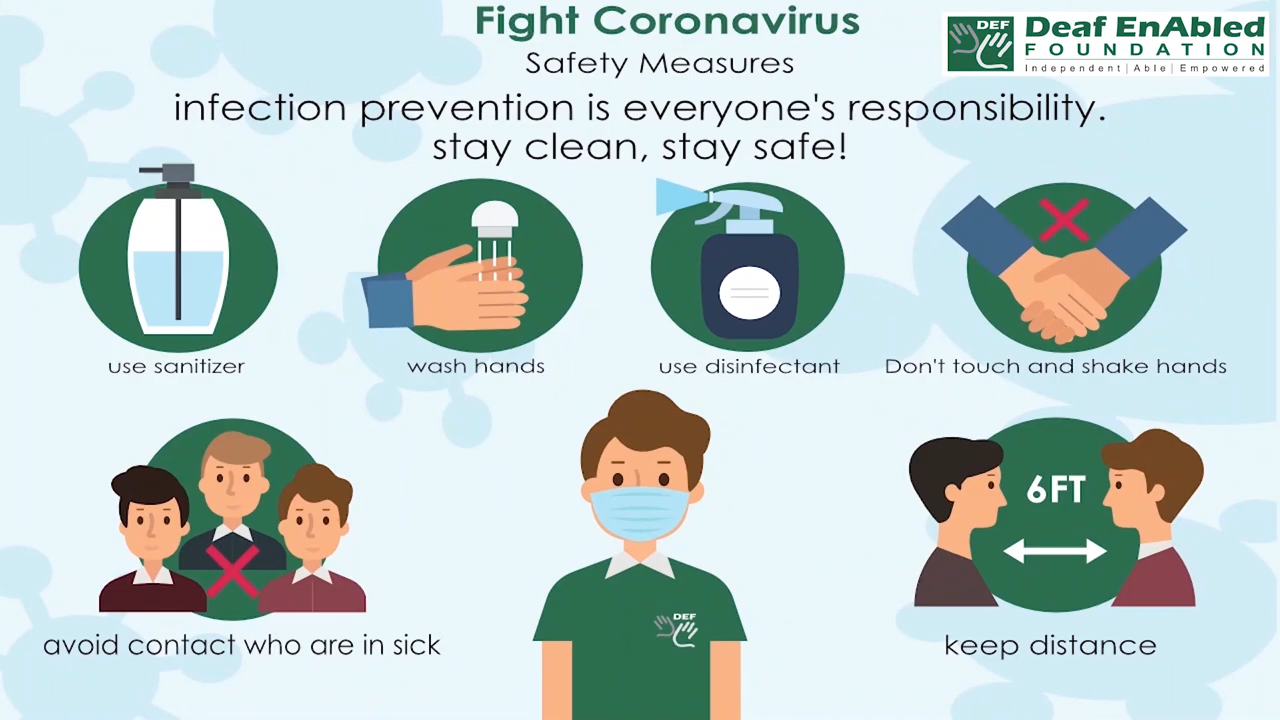 Fight Coronavirus
Safety Measures
DEF
Deaf EnAbled
FOUNDATION
Independent | Able | Empowered
infection prevention is everyone's responsibility.
stay clean, stay safe!
use sanitizer
wash hands
use disinfectant
Don't touch and shake hands
6FT
DEF
avoid contact who are in sick
keep distance